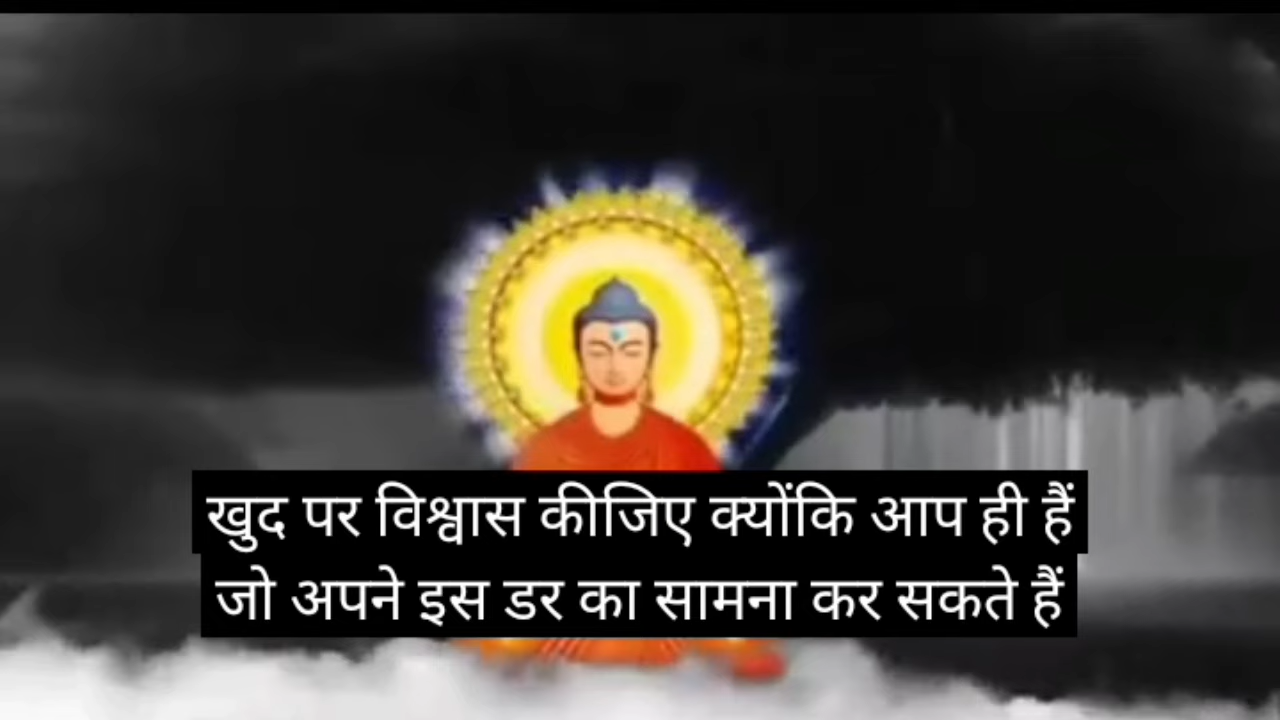 खुद पर विश्वास कीजिए क्योंकि आप ही हैं
जो अपने इस डर का सामना कर सकते हैं